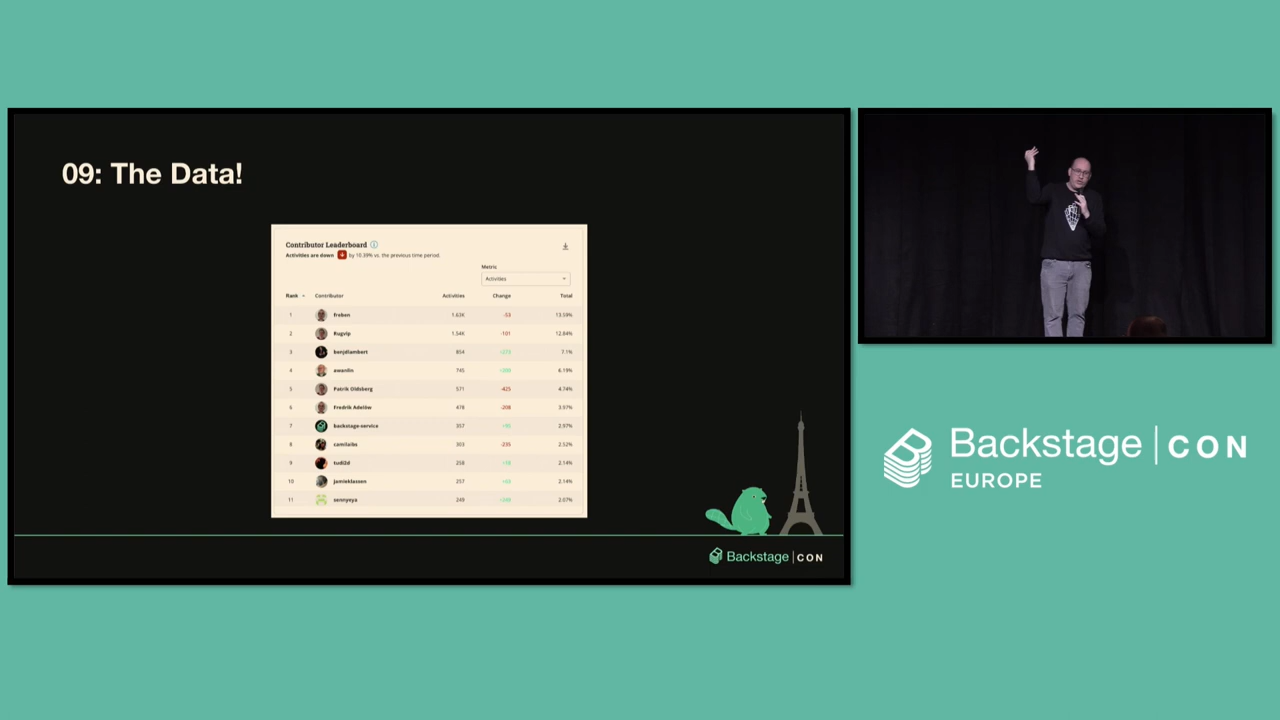 09: The Data!
Contributor Leaderboard
Activities are down by 10.39% vs. the previous time period.
Metric
Activities
Rank Contributor Activities Change Total
1 freben 1.63K -53 13.59%
2 Rugvip 1.54K -101 12.84%
3 benjdlambert 854 7.1%
4 awanlin 745 6.19%
5 Patrik Oldsberg 571 -425 4.74%
6 Fredrik Adelöw 478 -208 3.97%
7 backstage-service 357 2.97%
8 camilaibs 303 -235 2.52%
9 tudi2d 258 2.14%
10 jamieklassen 257 2.14%
11 sennyeya 249 2.07%
Backstage | CON
Backstage | CON
EUROPE